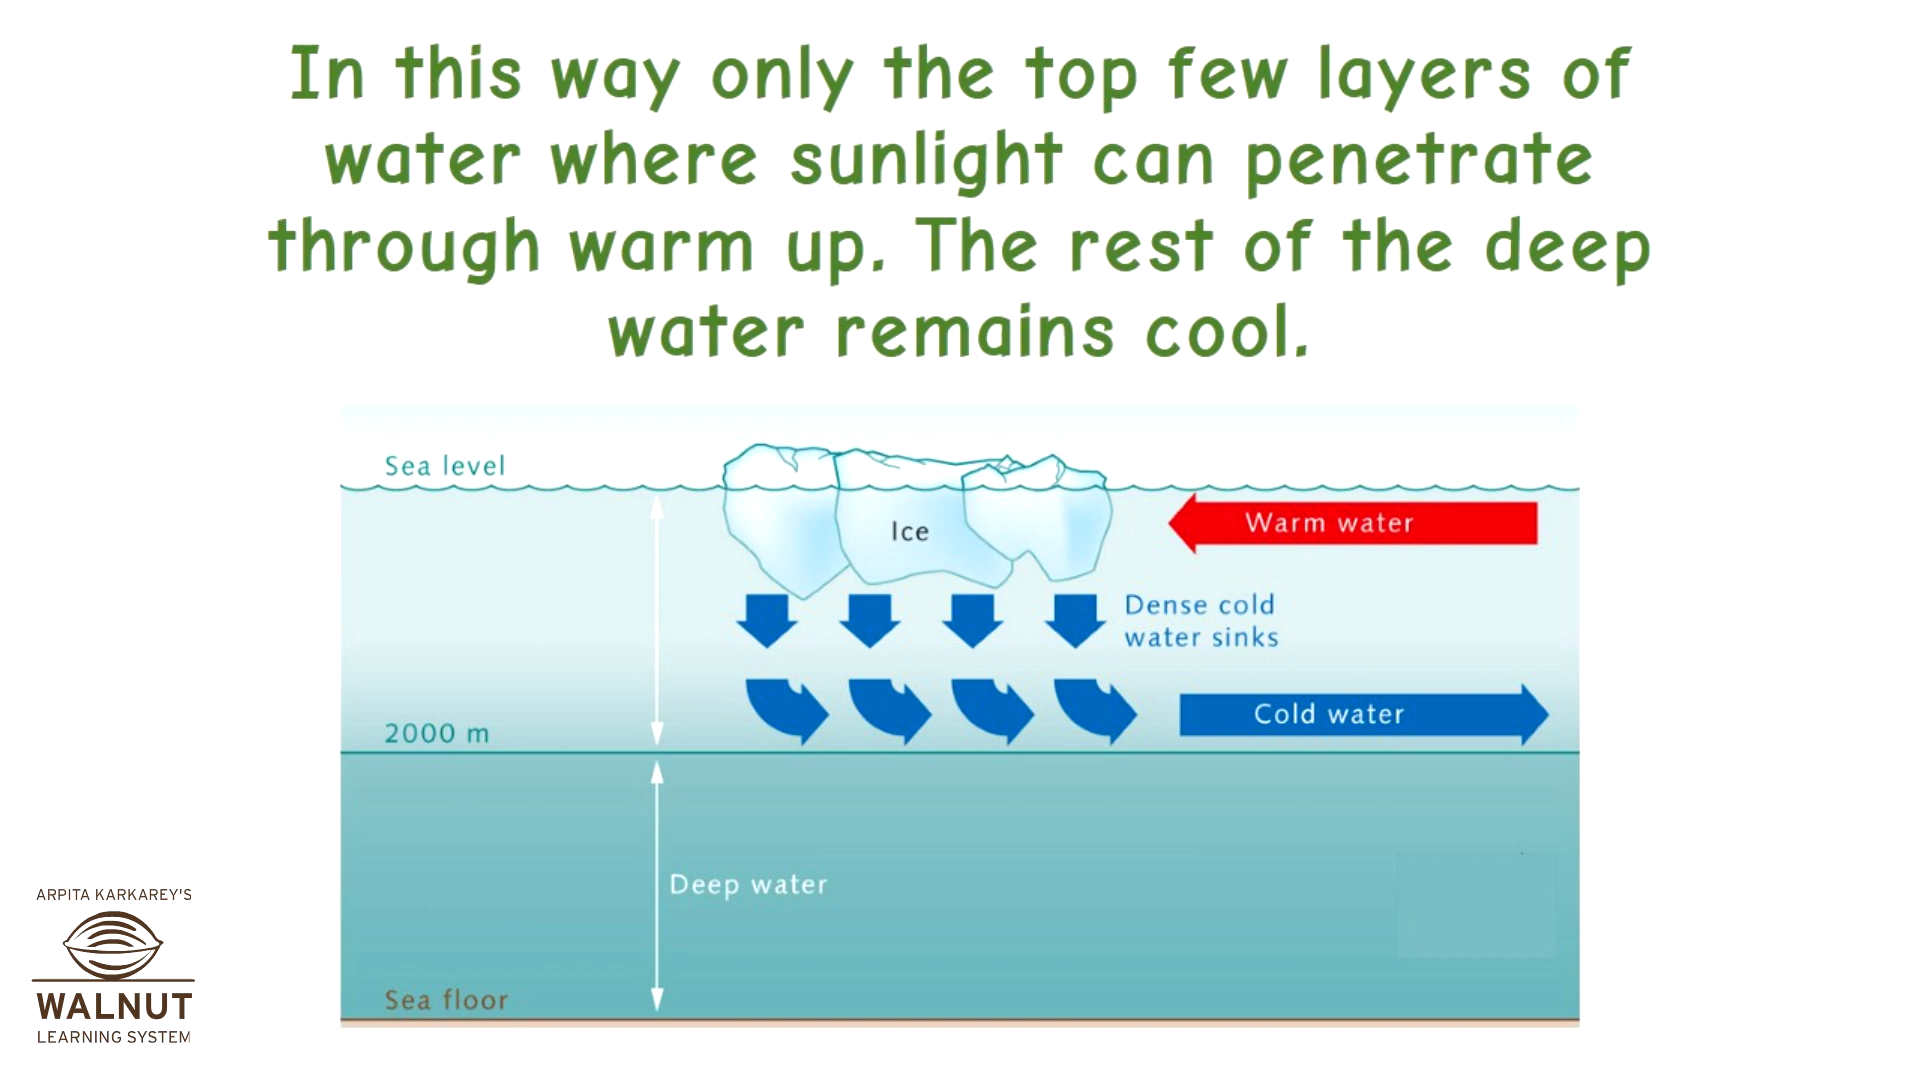 In this way only the top few layers of
water where sunlight can penetrate
through warm up. The rest of the deep
water remains cool.
Sea level
Ice
Warm water
Dense cold
water sinks
2000 m
Cold water
Deep water
Sea floor
ARPITA KARKAREY'S
WALNUT
LEARNING SYSTEM